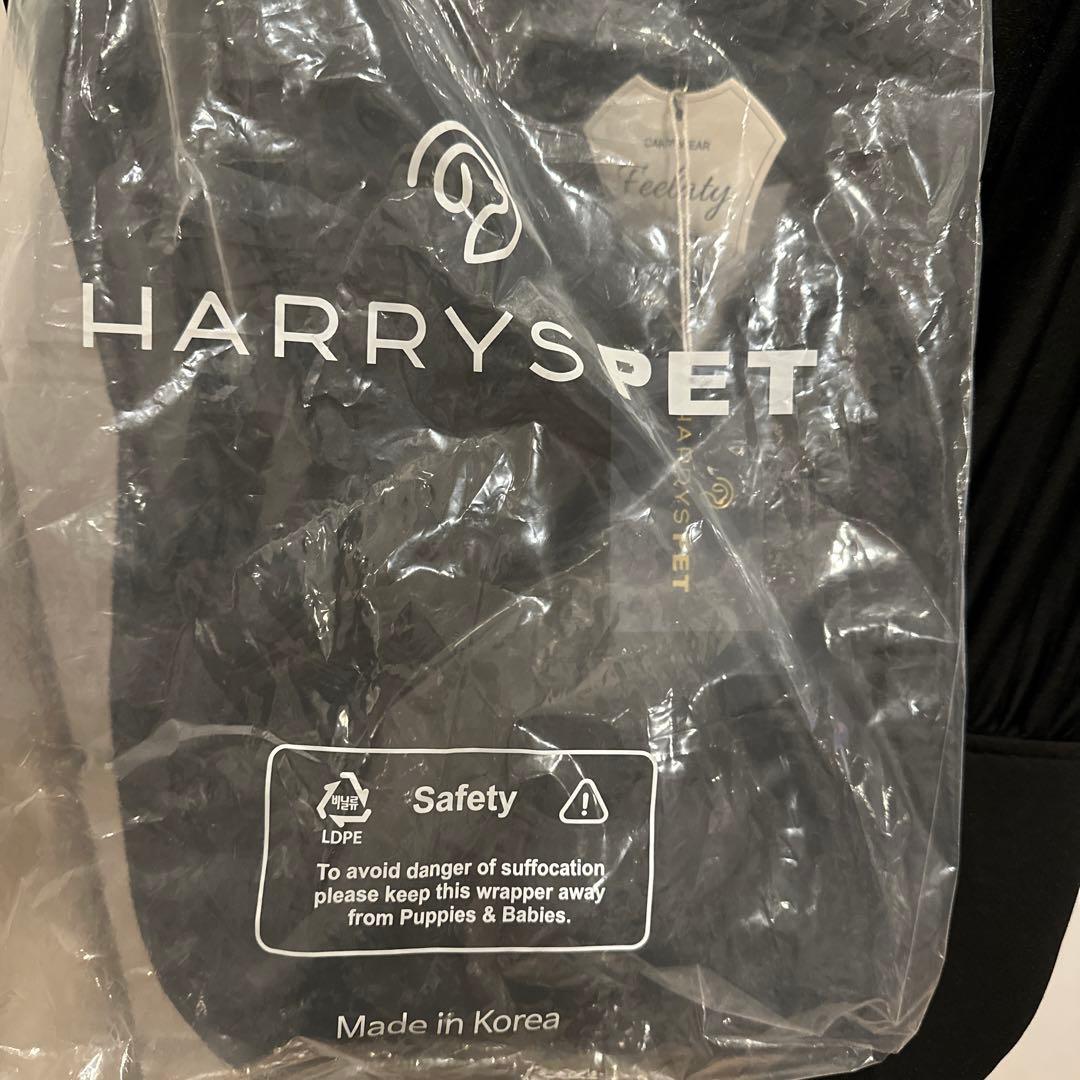 Feelnty
HARRYSPET
HARRYSPET
비닐류
LDPE
Safety
To avoid danger of suffocation
please keep this wrapper away
from Puppies & Babies.
Made in Korea